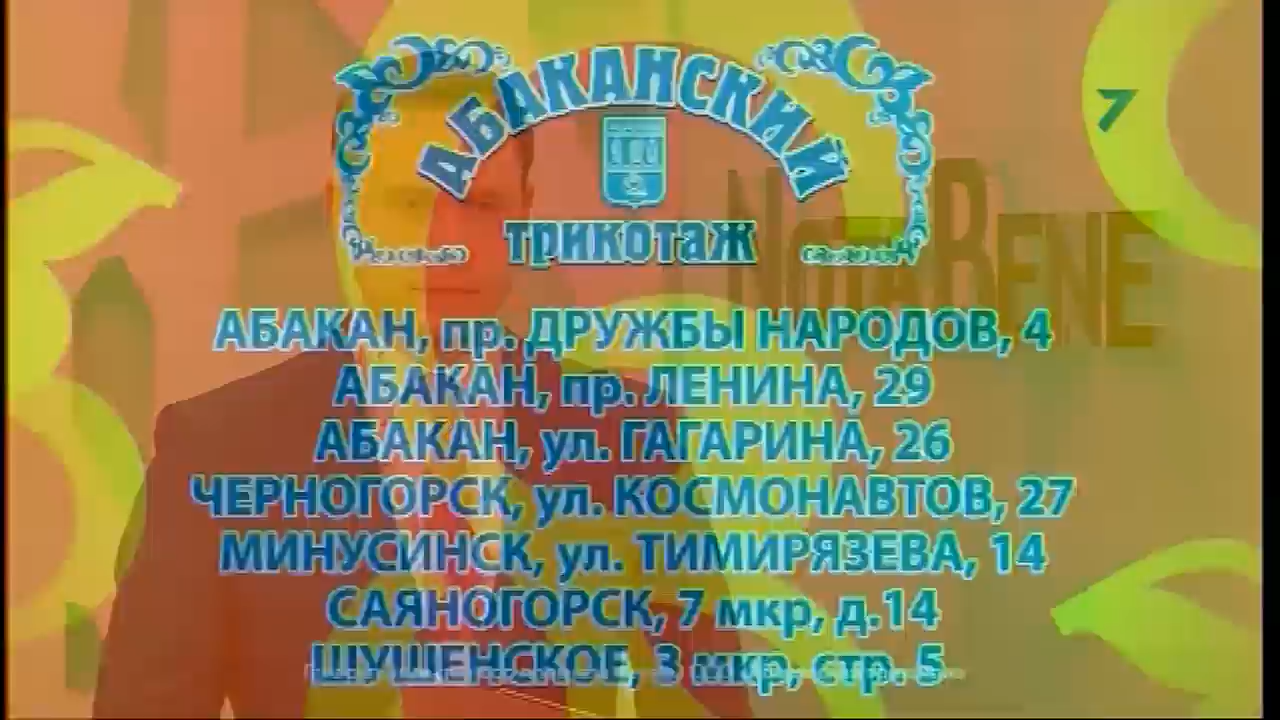 АБАКАНСКИЙ
7
трикотаж
NOTABENE
АБАКАН, пр. ДРУЖБЫ НАРОДОВ, 4
АБАКАН, пр. ЛЕНИНА, 29
АБАКАН, ул. ГАГАРИНА, 26
ЧЕРНОГОРСК, ул. КОСМОНАВТОВ, 27
МИНУСИНСК, ул. ТИМИРЯЗЕВА, 14
САЯНОГОРСК, 7 мкр, д.14
ШУШЕНСКОЕ, 3 мкр, стр. 5